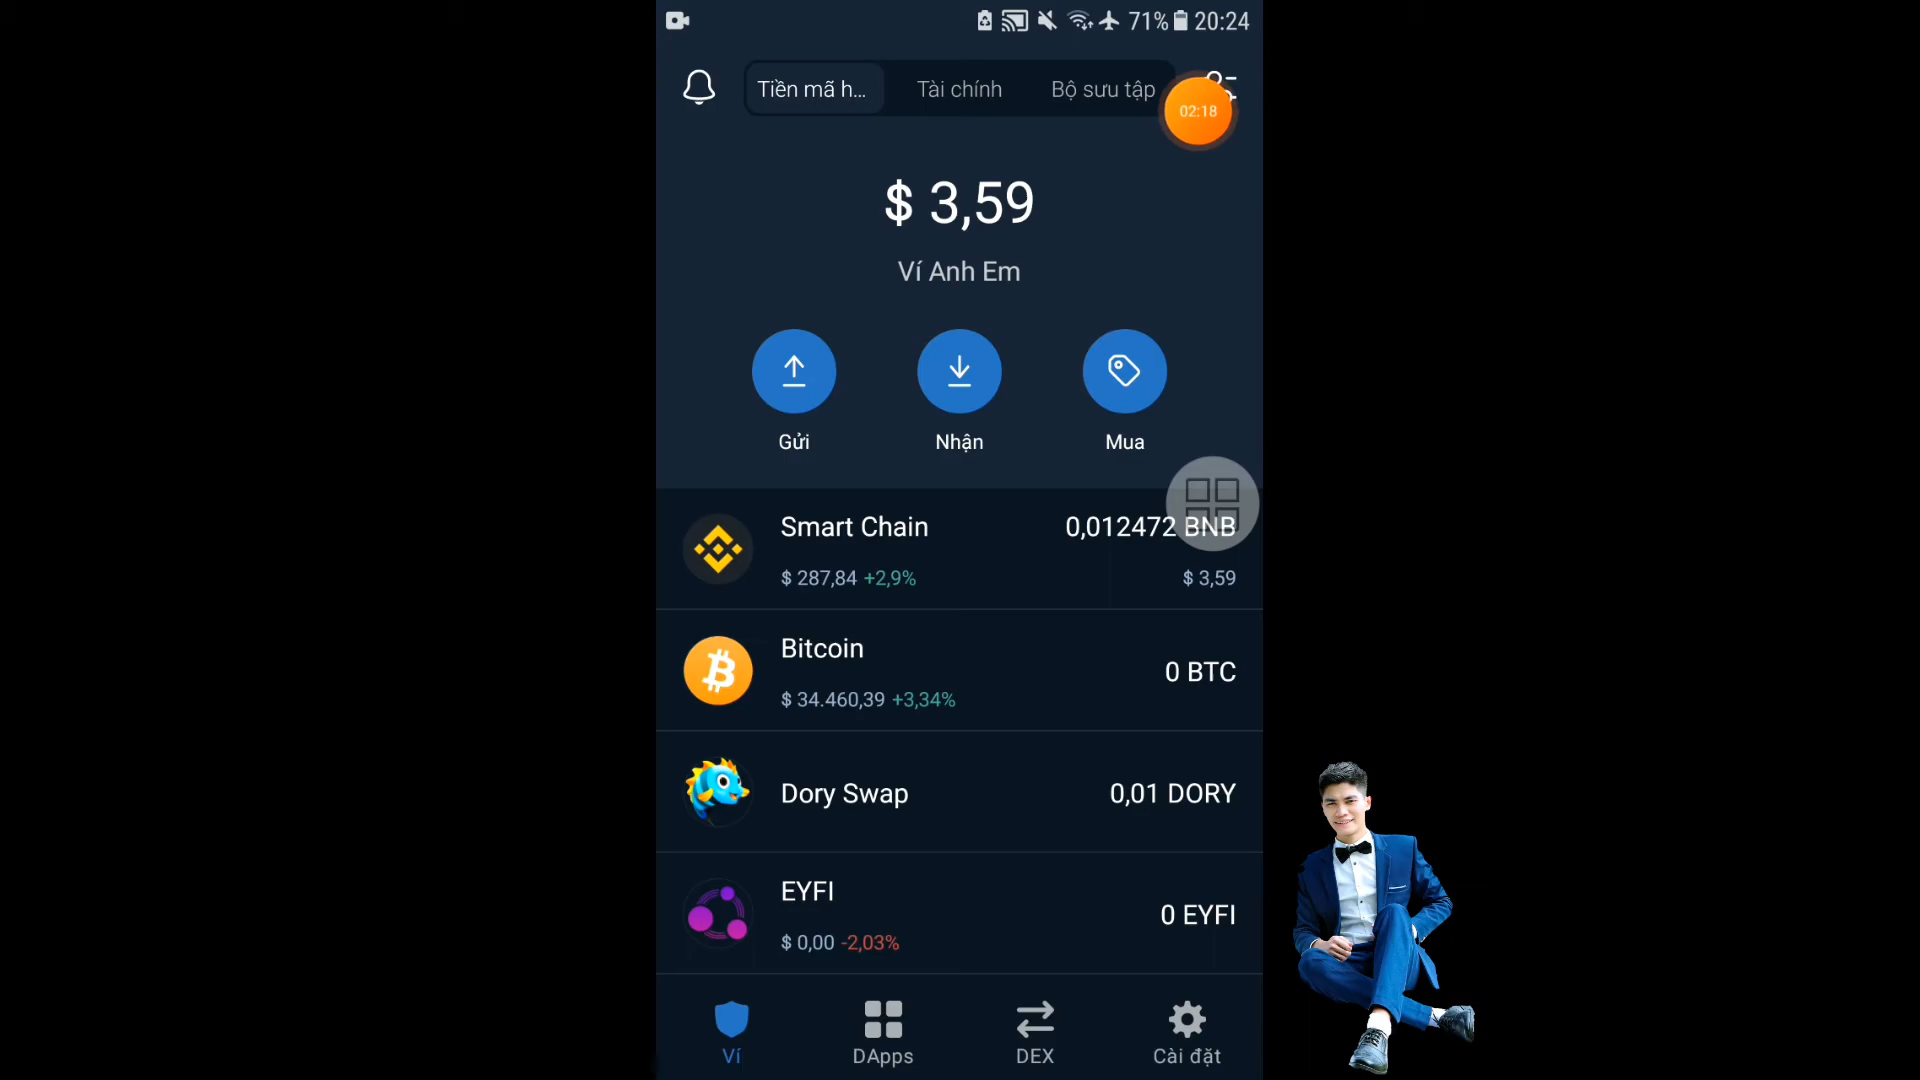 71% 20:24
Tiền mã h... Tài chính Bộ sưu tập
02:18
$ 3,59
Ví Anh Em
Gửi Nhận Mua
Smart Chain 0,012472 BNB
$ 287,84 +2,9% $ 3,59
Bitcoin
0 BTC
$ 34.460,39 +3,34%
Dory Swap 0,01 DORY
EYFI
0 EYFI
$ 0,00 -2,03%
Ví DApps DEX Cài đặt